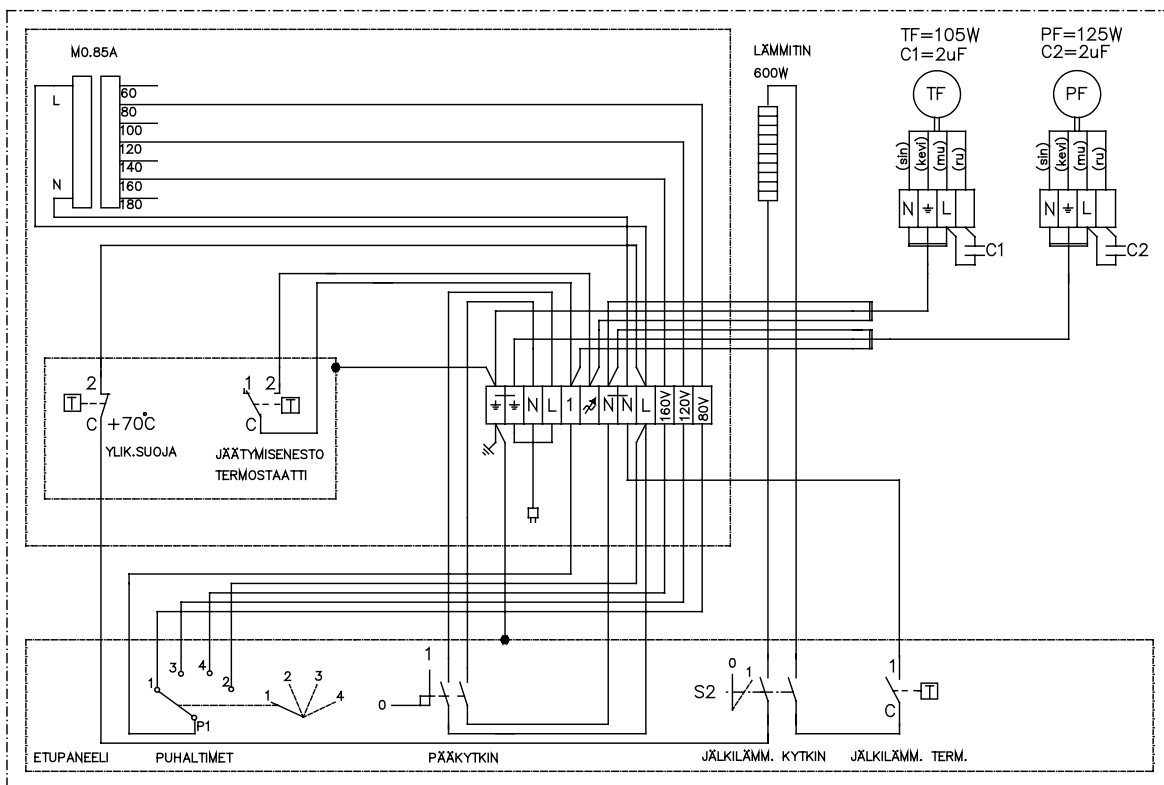 M0.85A
L
N
60
80
100
120
140
160
180
LÄMMITIN
600W
TF=105W
C1=2uF
TF
(sin)
(kevi)
(mu)
(ru)
N
L
C1
PF=125W
C2=2uF
PF
(sin)
(kevi)
(mu)
(ru)
N
L
C2
2
T
C
+70°C
YLIK.SUOJA
1
2
T
C
JÄÄTYMISENESTO
TERMOSTAATTI
N
L
1
N
N
L
160V
120V
80V
1
3
4
2
P1
1
2
3
4
1
0
0
1
S2
1
T
C
ETUPANEELI
PUHALTIMET
PÄÄKYTKIN
JÄLKILÄMM. KYTKIN
JÄLKILÄMM. TERM.